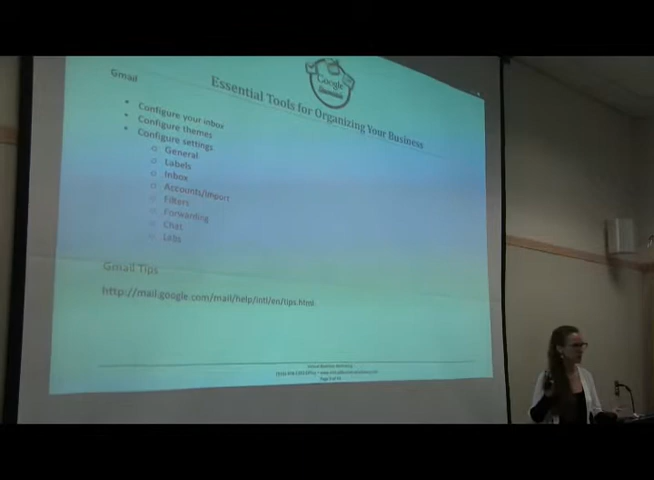 Google
Essential Tools for Organizing Your Business
Gmail
• Configure your inbox
• Configure themes
• Configure settings
o General
o Labels
o Inbox
o Accounts/Import
o Filters
o Forwarding
o Chat
o Labs
Gmail Tips
http://mail.google.com/mail/help/intl/en/tips.html